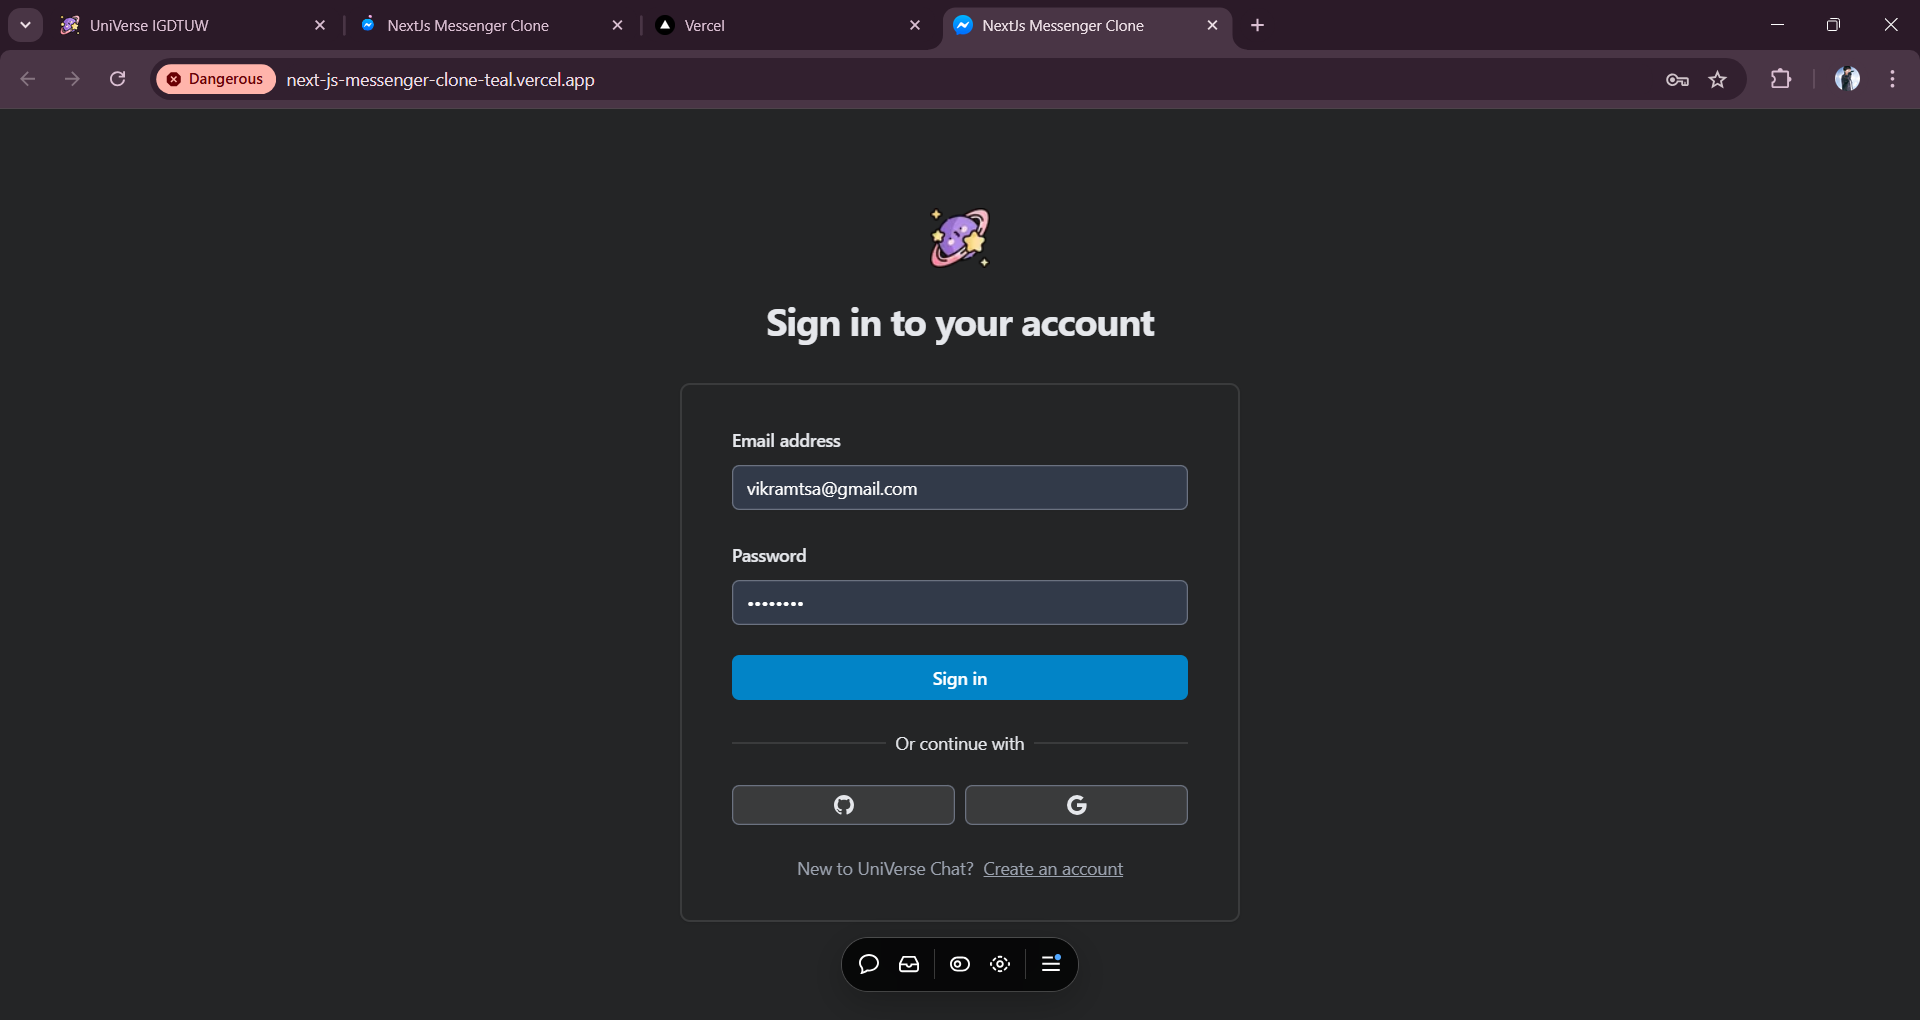 UniVerse IGDTUW
NextJs Messenger Clone
Vercel
NextJs Messenger Clone
Dangerous
next-js-messenger-clone-teal.vercel.app
Sign in to your account
Email address
vikramtsa@gmail.com
Password
••••••••
Sign in
Or continue with
New to UniVerse Chat? Create an account